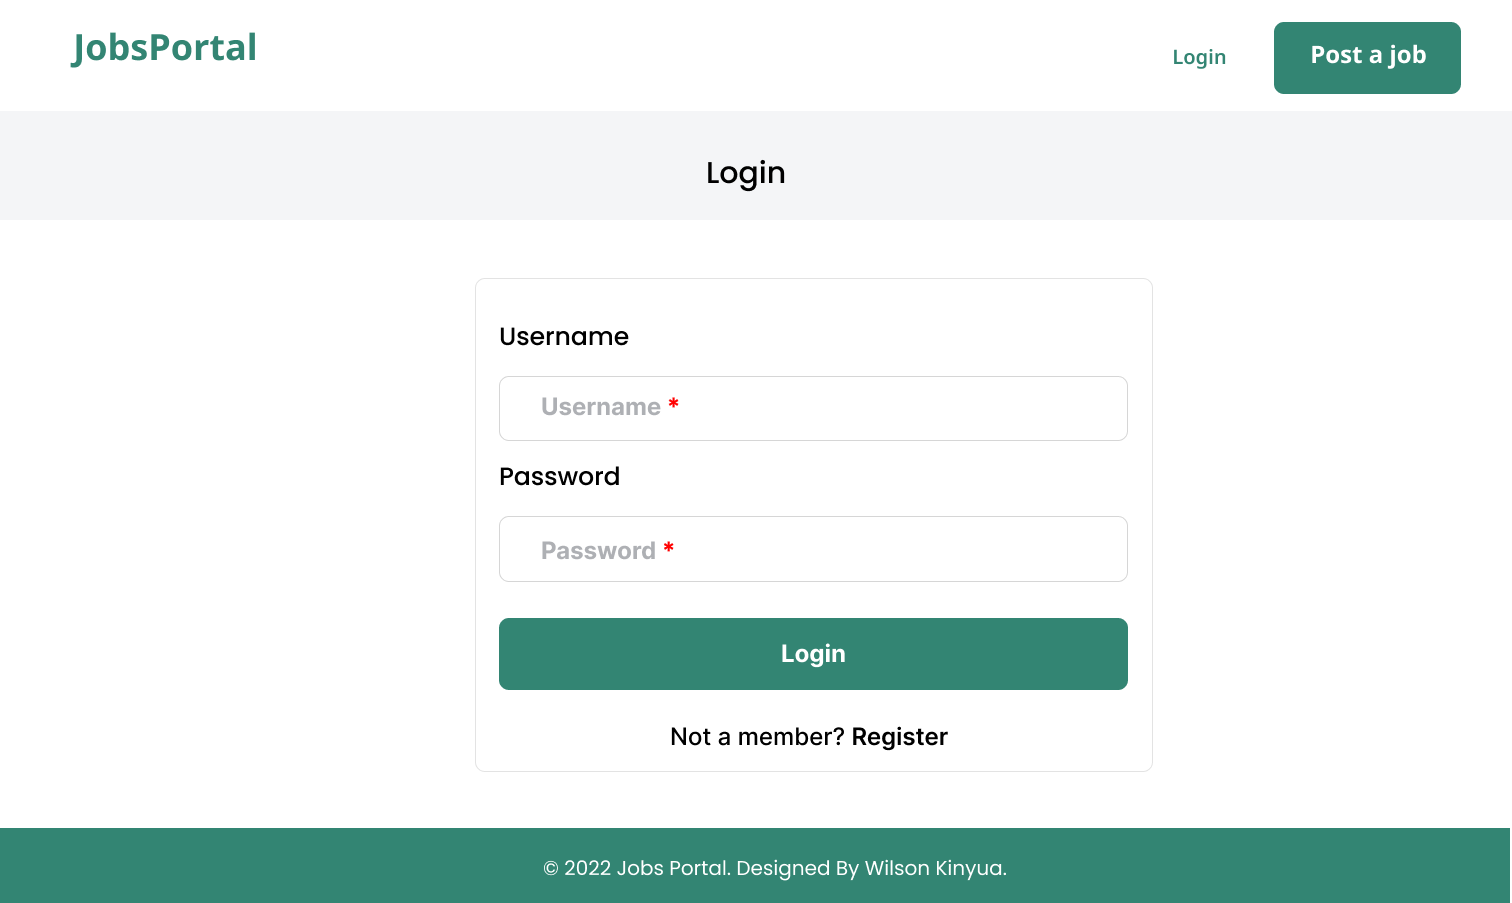 JobsPortal
Login
Post a job
Login
Username
Username *
Password
Password *
Login
Not a member? Register
© 2022 Jobs Portal. Designed By Wilson Kinyua.